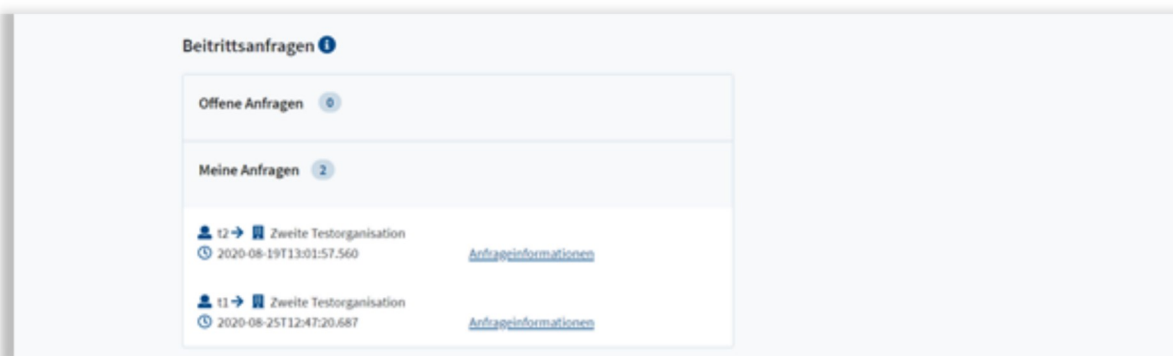 Beitrittsanfragen
Offene Anfragen 0
Meine Anfragen 2
t2 → Zweite Testorganisation
2020-08-19T13:01:57.560 Anfrageinformationen
t1 → Zweite Testorganisation
2020-08-25T12:47:20.687 Anfrageinformationen